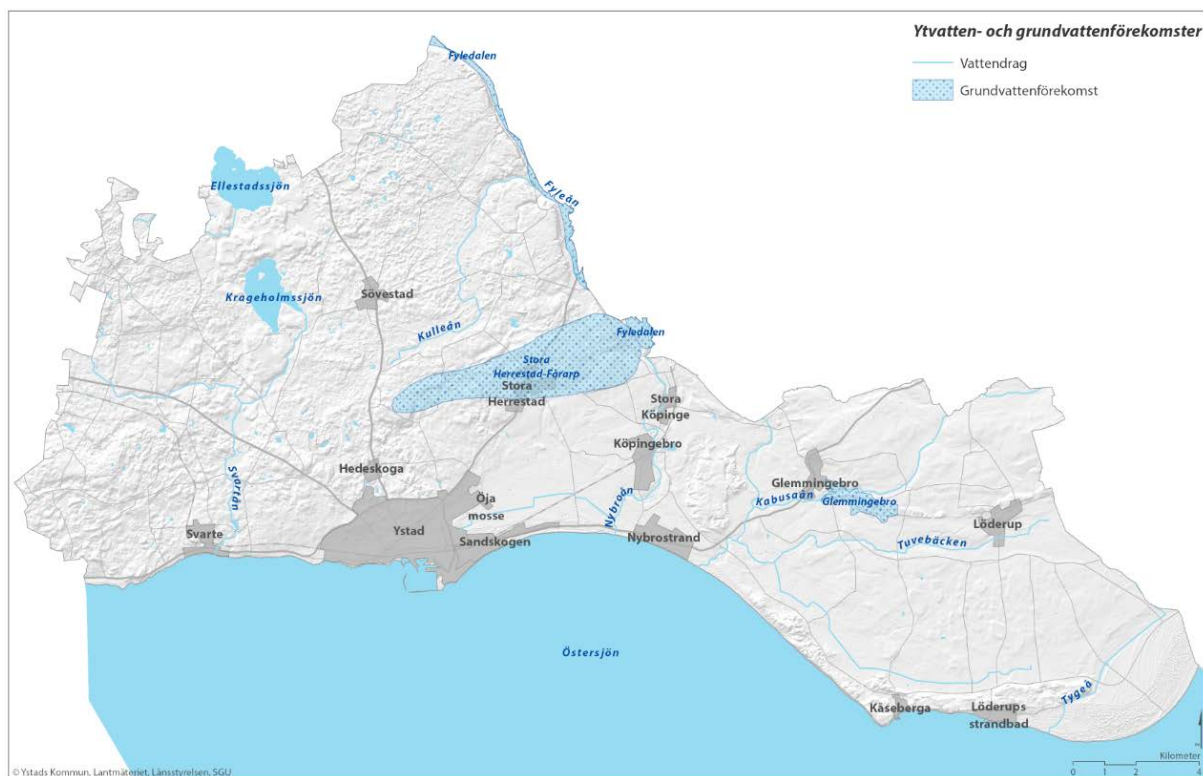 Ytvatten- och grundvattenförekomster
Vattendrag
Grundvattenförekomst
Fyledalen
Ellestadssjön
Fyleån
Krageholmssjön
Sövestad
Kulleån
Fyledalen
Stora
Herrestad-Fårarp
Stora
Herrestad
Stora
Köpinge
Köpingebro
Hedeskoga
Svartån
Glemmingebro
Kabusaån
Glemmingebro
Öja
mosse
Nybroån
Löderup
Svarte
Ystad
Sandskogen
Nybrostrand
Tuvebäcken
Östersjön
Tygeå
Kåseberga
Löderups
strandbad
Kilometer
0 1 2 4
© Ystads Kommun, Lantmäteriet, Länsstyrelsen, SGU